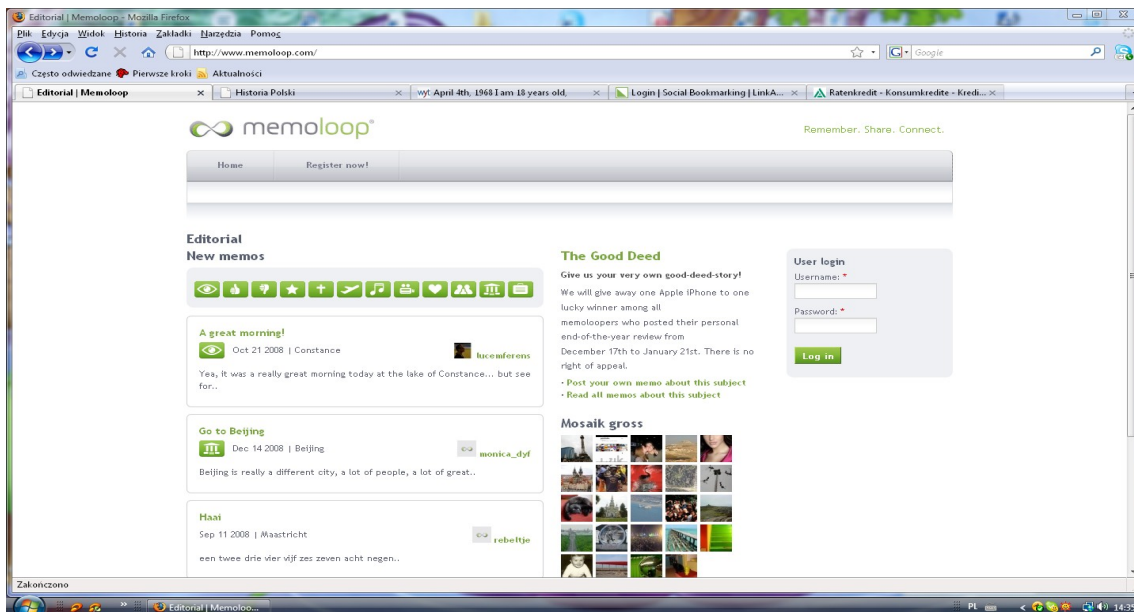 Editorial | Memoloop - Mozilla Firefox
Plik Edycja Widok Historia Zakładki Narzędzia Pomoc
http://www.memoloop.com/
G Google
Często odwiedzane Pierwsze kroki Aktualności
Editorial | Memoloop
Historia Polski
wyt April 4th, 1968 I am 18 years old,
Login | Social Bookmarking | LinkA...
Ratenkredit - Konsumkredite - Kredi...
memoloop
Remember. Share. Connect.
Home
Register now!
Editorial
New memos
A great morning!
Oct 21 2008 | Constance
lucemferens
Yea, it was a really great morning today at the lake of Constance... but see
for..
Go to Beijing
Dec 14 2008 | Beijing
monica_dyf
Beijing is really a different city, a lot of people, a lot of great..
Haai
Sep 11 2008 | Maastricht
rebeltje
een twee drie vier vijf zes zeven acht negen..
The Good Deed
Give us your very own good-deed-story!
We will give away one Apple iPhone to one
lucky winner among all
memoloopers who posted their personal
end-of-the-year review from
December 17th to January 21st. There is no
right of appeal.
• Post your own memo about this subject
• Read all memos about this subject
Mosaik gross
User login
Username: *
Password: *
Log in
Zakończono
Editorial | Memoloo...
PL
14:35